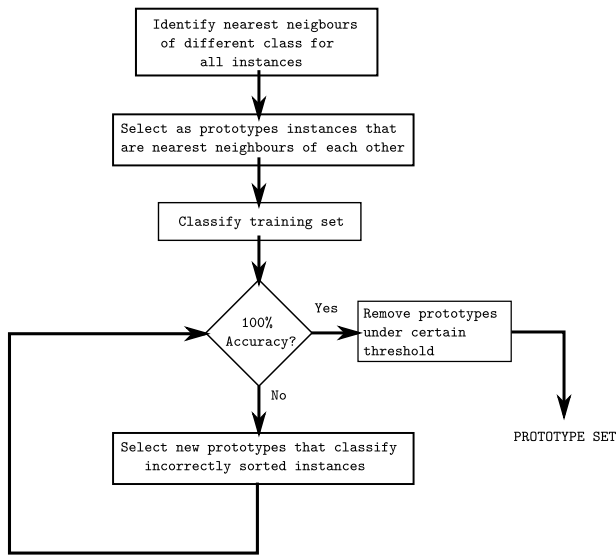 Identify nearest neigbours
of different class for
all instances
Select as prototypes instances that
are nearest neighbours of each other
Classify training set
100%
Accuracy?
Yes
Remove prototypes
under certain
threshold
No
PROTOTYPE SET
Select new prototypes that classify
incorrectly sorted instances